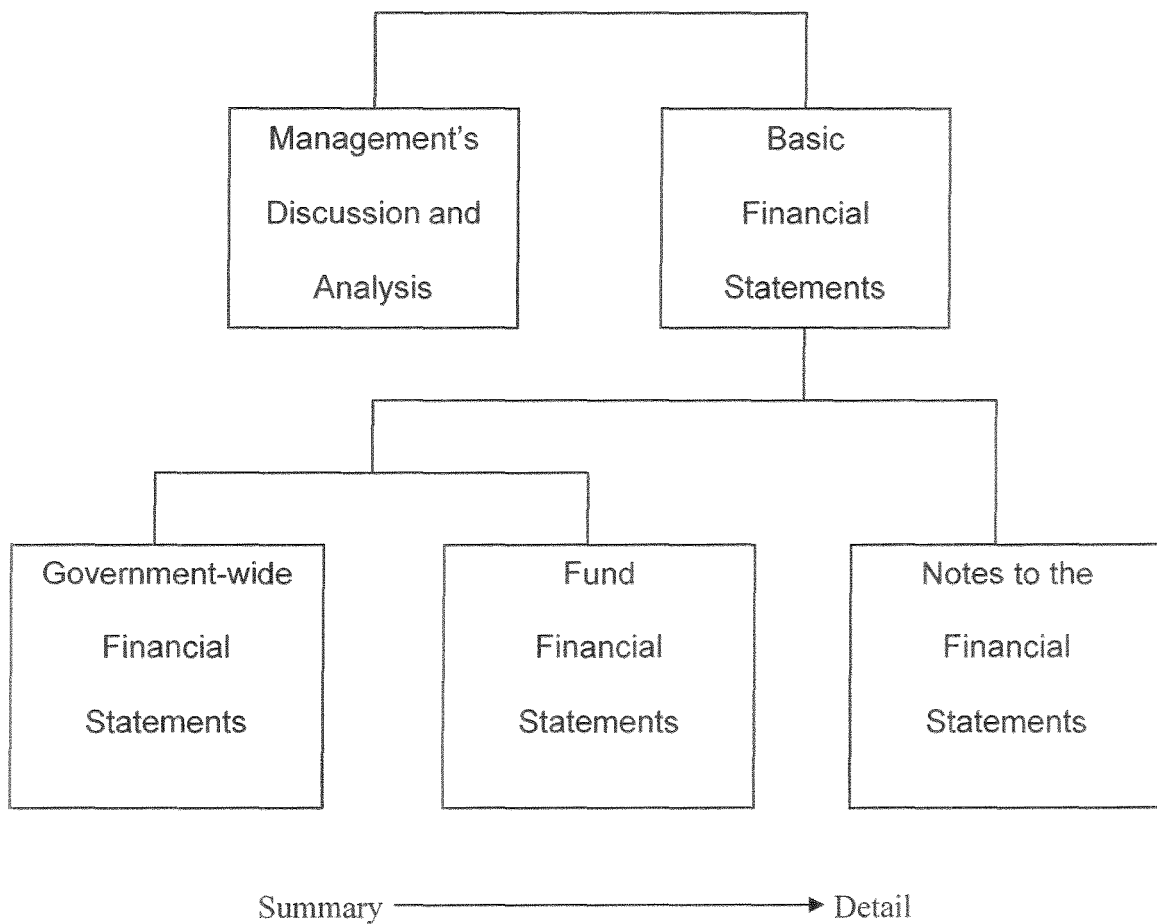 Management's
Discussion and
Analysis
Basic
Financial
Statements
Government-wide
Financial
Statements
Fund
Financial
Statements
Notes to the
Financial
Statements
Summary
Detail